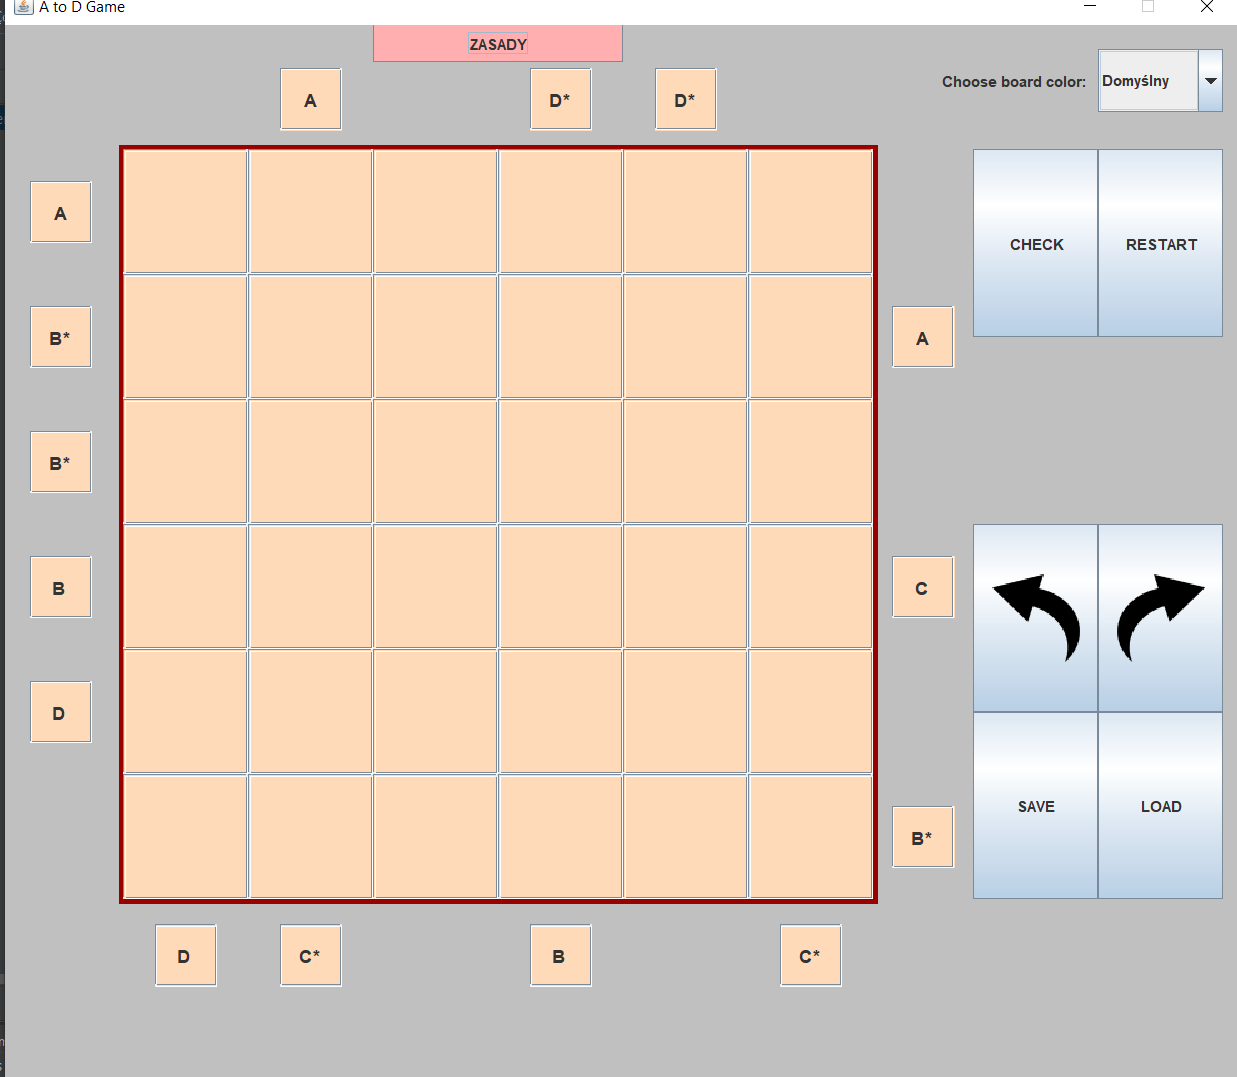 A to D Game
ZASADY
Choose board color:
Domyślny
A
D*
D*
A
B*
B*
B
D
A
C
B*
D
C*
B
C*
CHECK
RESTART
SAVE
LOAD